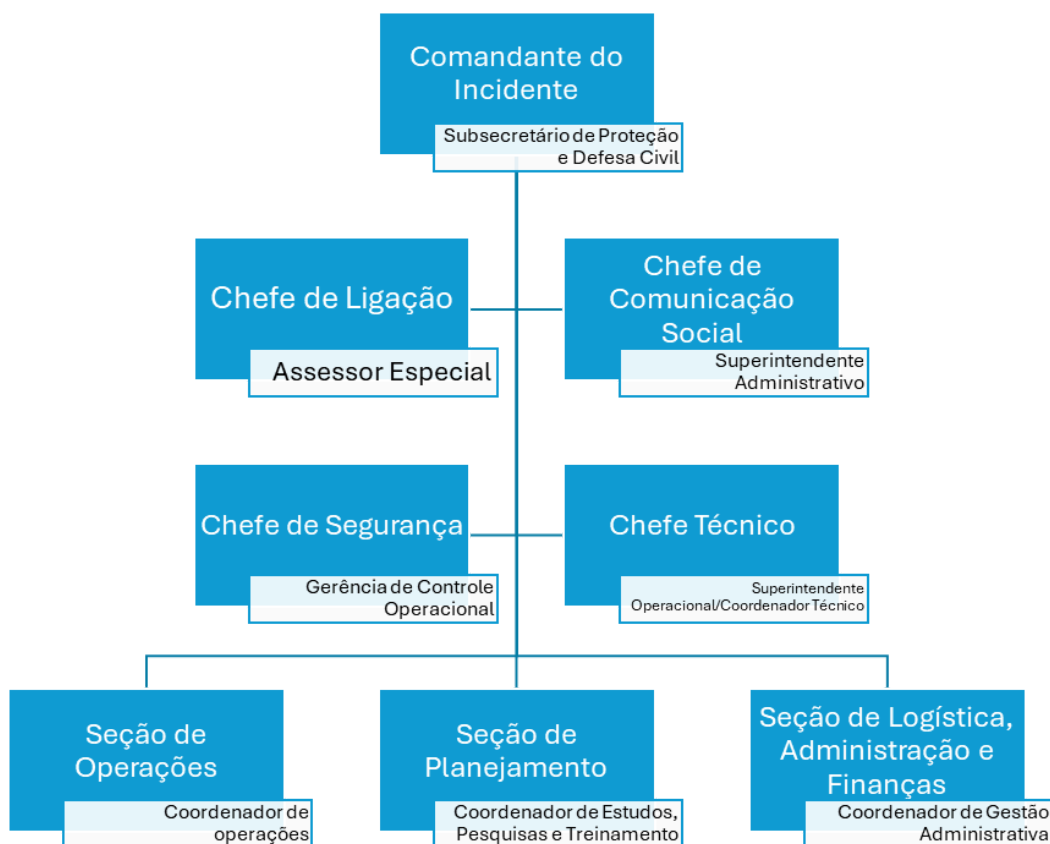 Comandante do
Incidente
Subsecretário de Proteção
e Defesa Civil
Chefe de Ligação
Assessor Especial
Chefe de
Comunicação
Social
Superintendente
Administrativo
Chefe de Segurança
Gerência de Controle
Operacional
Chefe Técnico
Superintendente
Operacional/Coordenador Técnico
Seção de
Operações
Coordenador de
operações
Seção de
Planejamento
Coordenador de Estudos,
Pesquisas e Treinamento
Seção de Logística,
Administração e
Finanças
Coordenador de Gestão
Administrativa